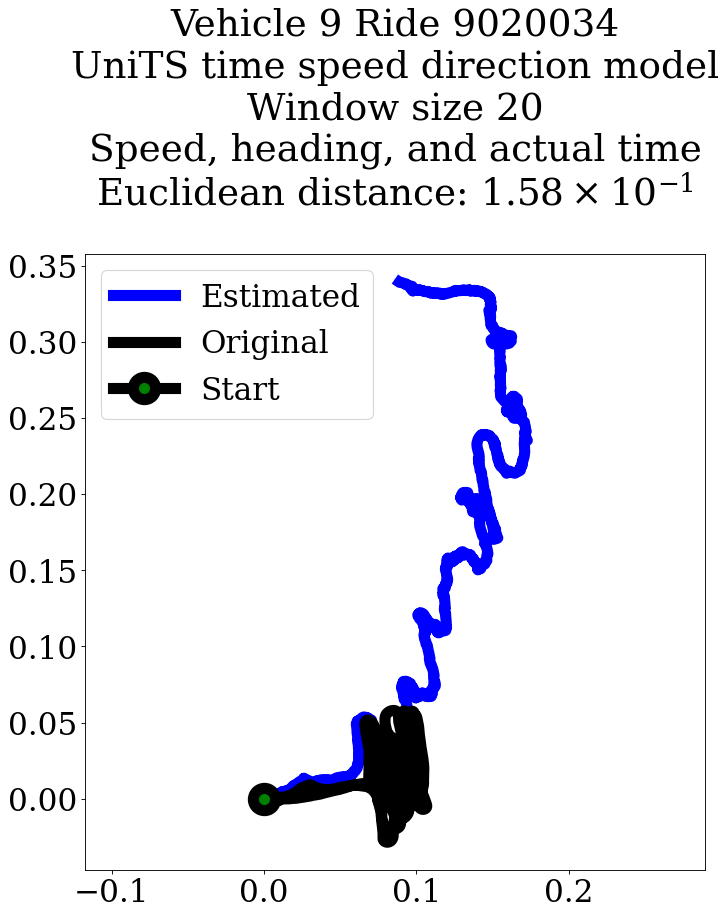 Vehicle 9 Ride 9020034
UniTS time speed direction model
Window size 20
Speed, heading, and actual time
Euclidean distance: 1.58 × 10⁻¹
0.35
0.30
0.25
0.20
0.15
0.10
0.05
0.00
Estimated
Original
Start
−0.1
0.0
0.1
0.2